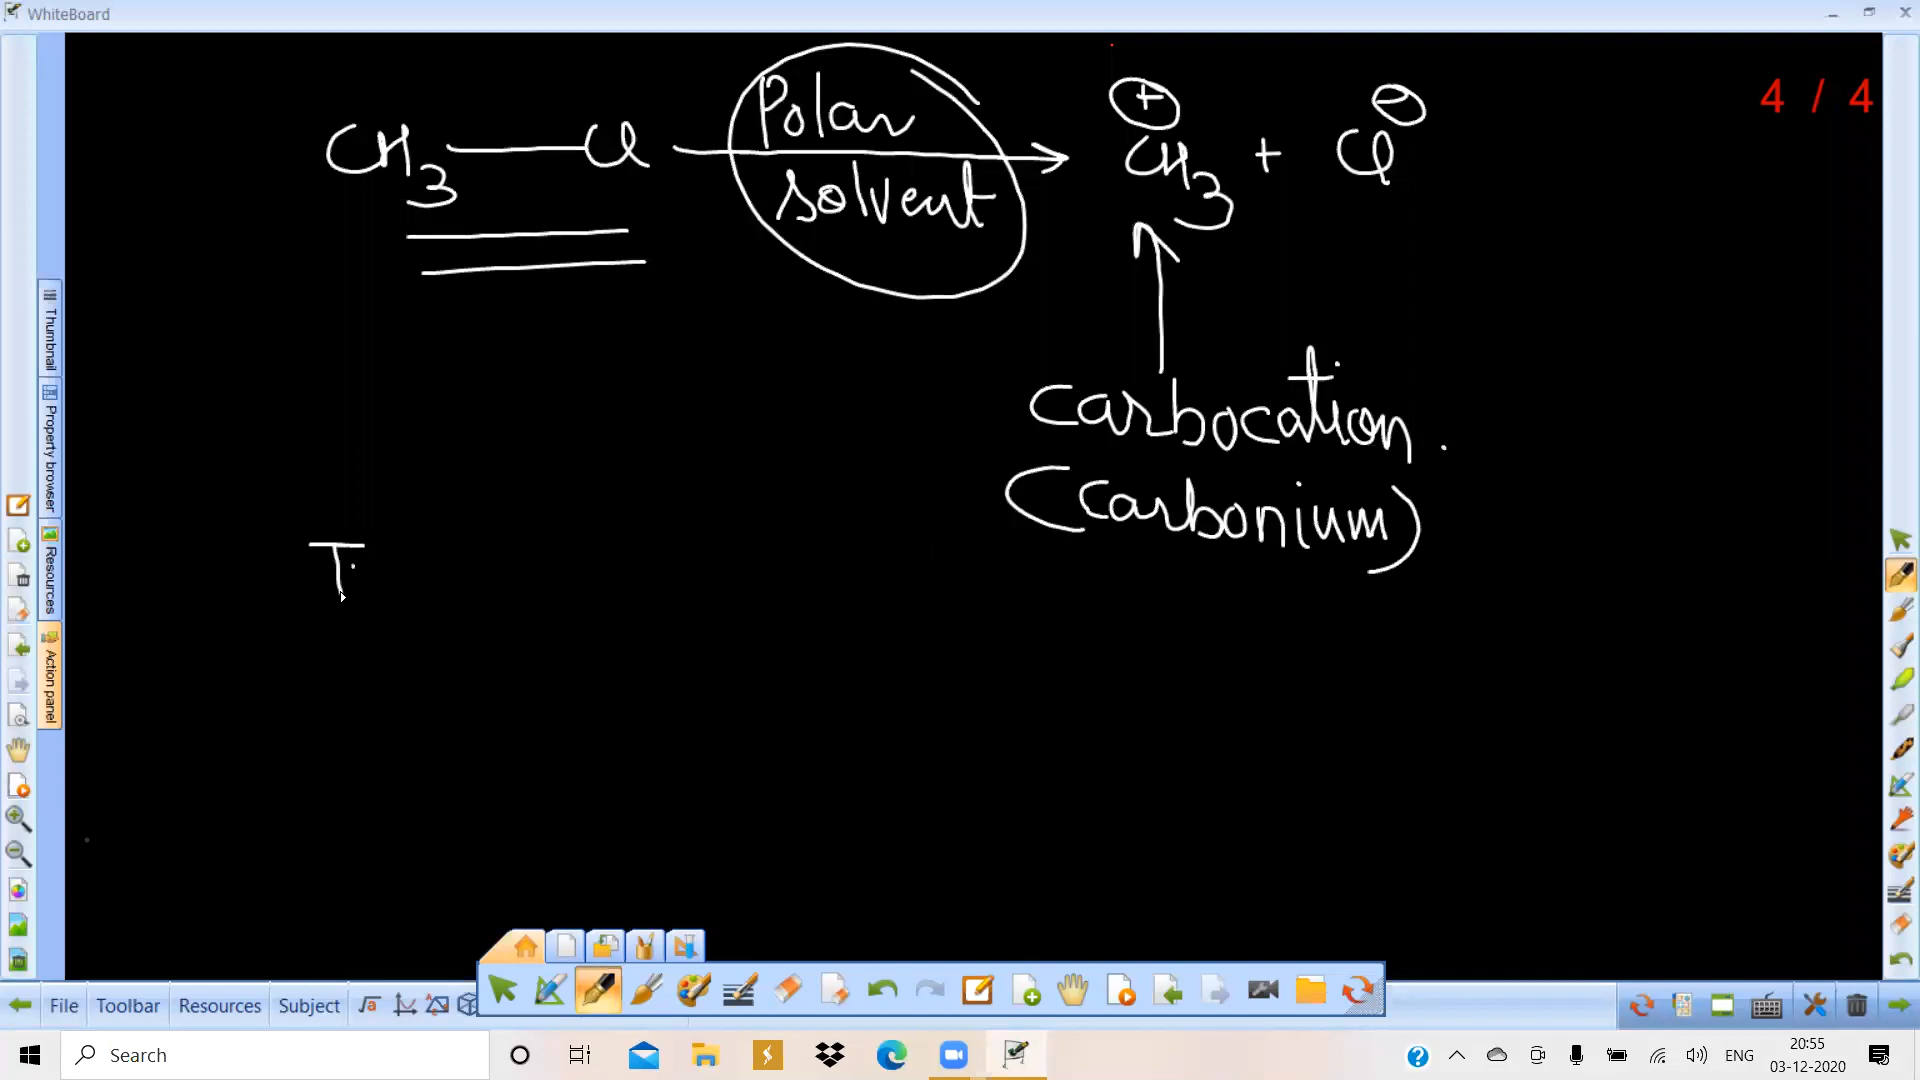 WhiteBoard
4 / 4
CH3 — Cl Polar solvent → ⊕CH3 + Cl⊖
carbocation.
(carbonium)
T
Thumbnail
Property browser
Resources
Action panel
File Toolbar Resources Subject
Search
ENG
20:55
03-12-2020